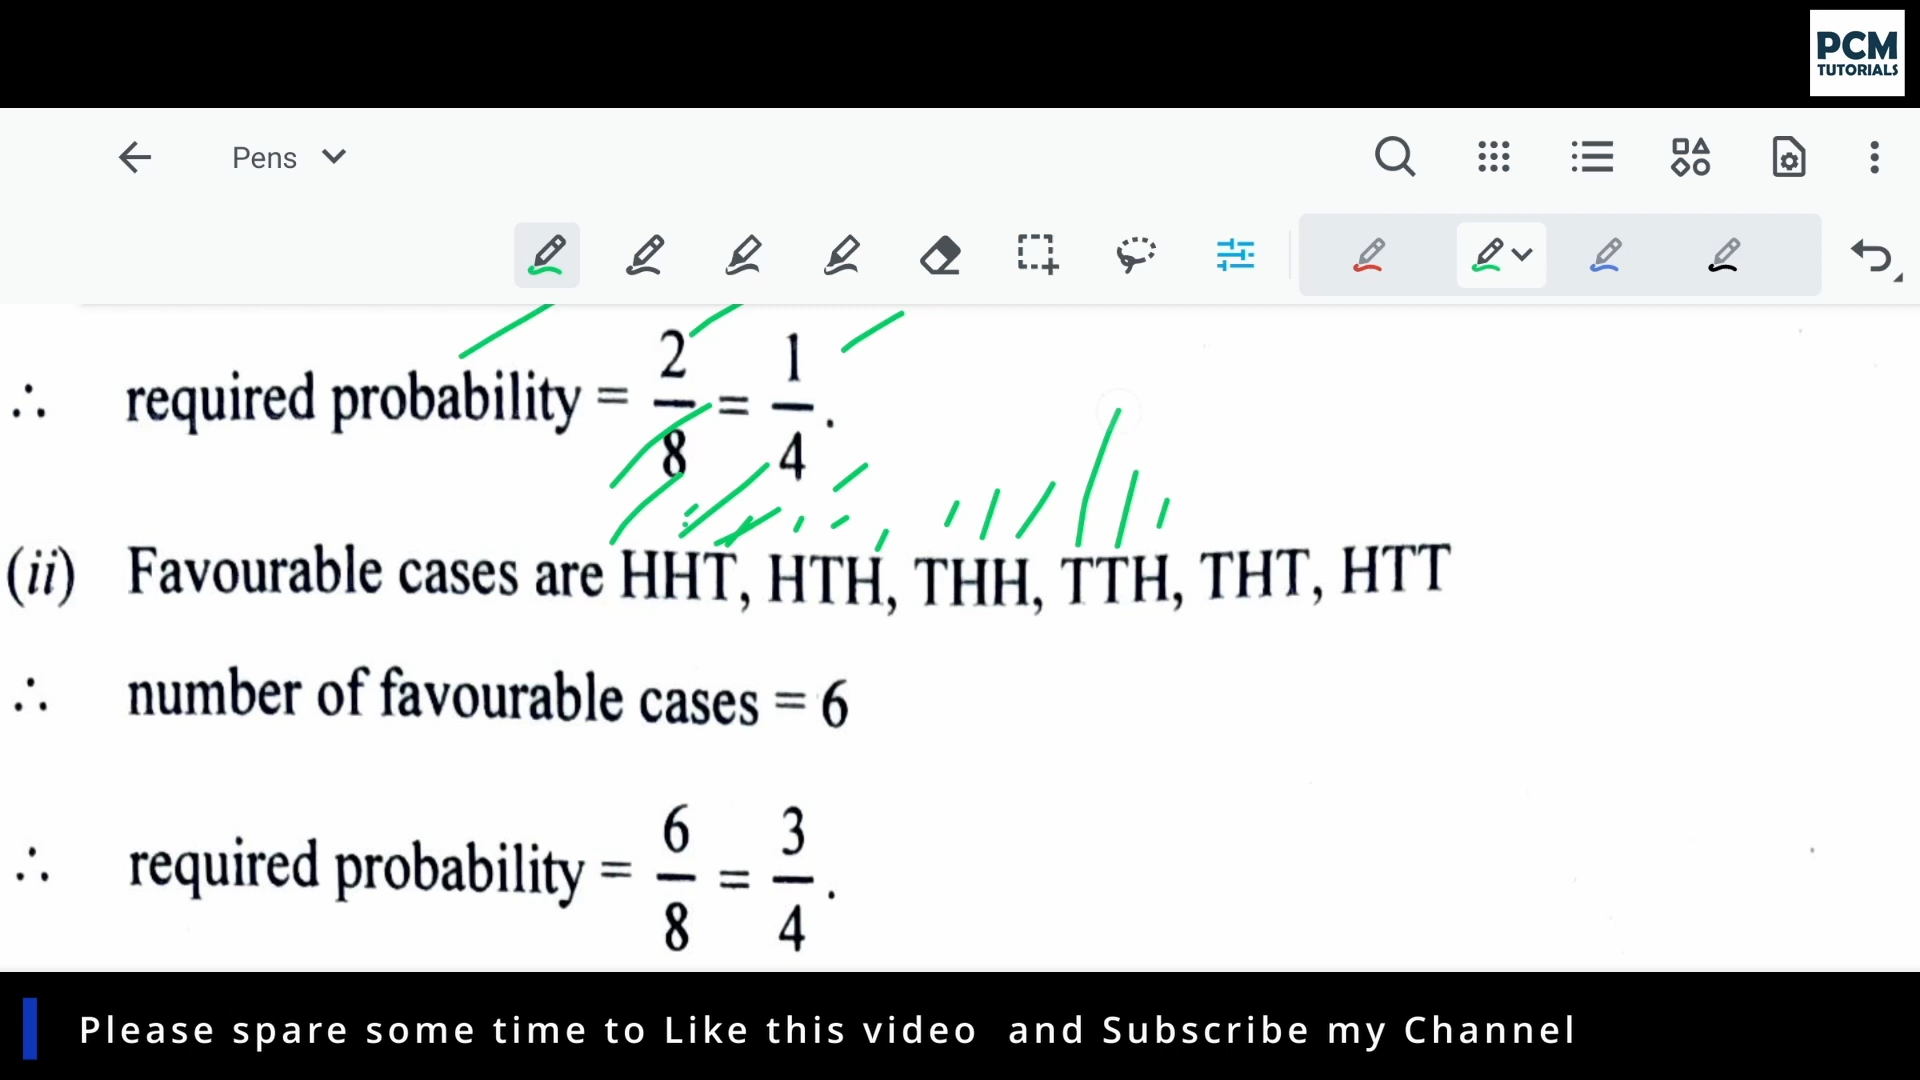 PCM
TUTORIALS
Pens
∴ required probability = 2/8 = 1/4.
(ii) Favourable cases are HHT, HTH, THH, TTH, THT, HTT
∴ number of favourable cases = 6
∴ required probability = 6/8 = 3/4.
Please spare some time to Like this video and Subscribe my Channel